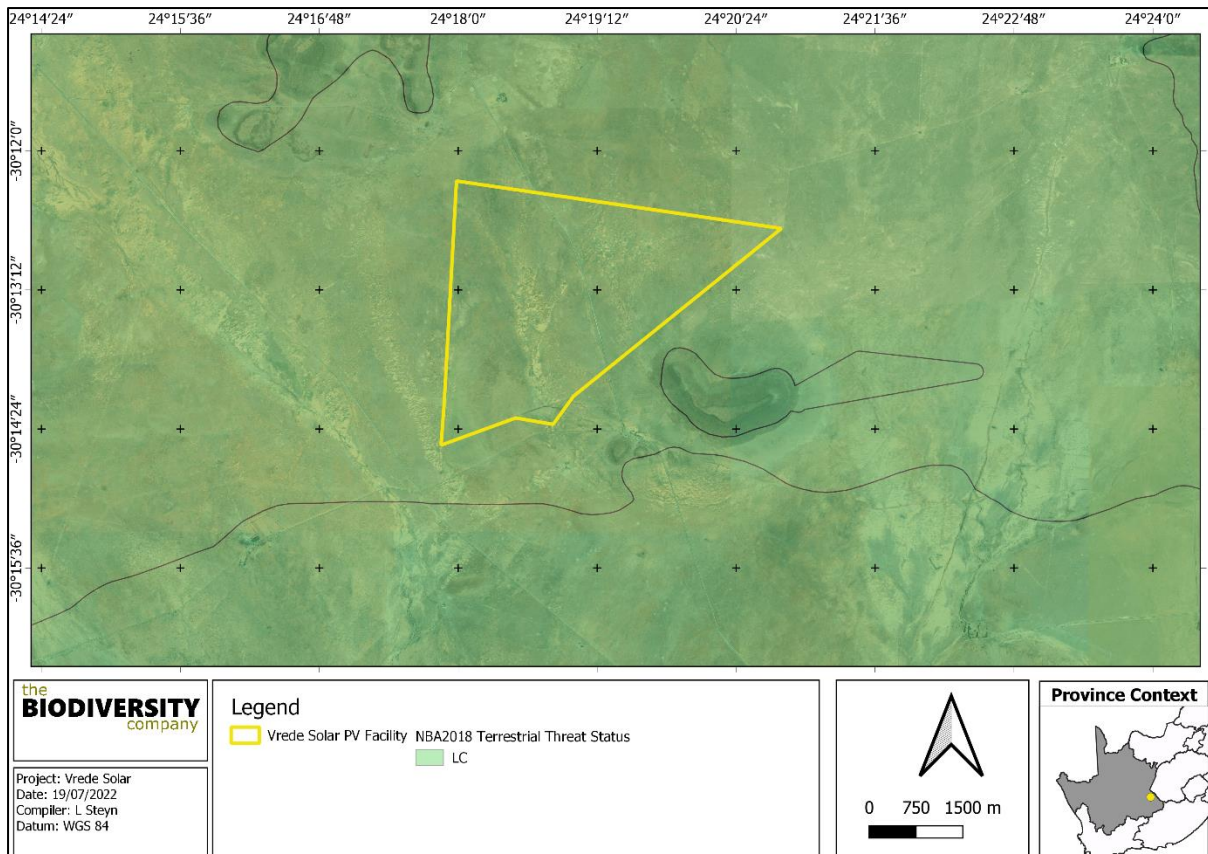 24°14′24″ 24°15′36″ 24°16′48″ 24°18′0″ 24°19′12″ 24°20′24″ 24°21′36″ 24°22′48″ 24°24′0″
-30°12′0″
-30°13′12″
-30°14′24″
-30°15′36″
the
BIODIVERSITY
company
Project: Vrede Solar
Date: 19/07/2022
Compiler: L Steyn
Datum: WGS 84
Legend
Vrede Solar PV Facility
NBA2018 Terrestrial Threat Status
LC
0 750 1500 m
Province Context